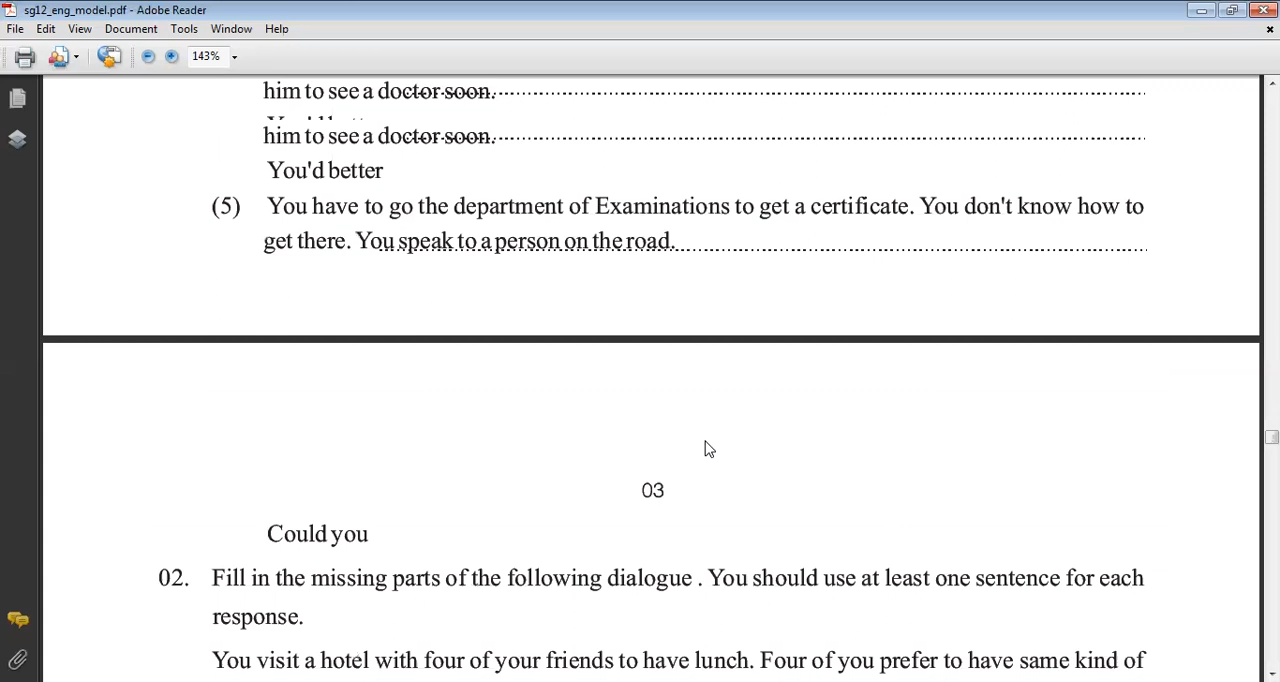 sg12_eng_model.pdf - Adobe Reader
File Edit View Document Tools Window Help
143%
him to see a doctor soon.
him to see a doctor soon.
You'd better
(5) You have to go the department of Examinations to get a certificate. You don't know how to
get there. You speak to a person on the road.
03
Could you
02. Fill in the missing parts of the following dialogue . You should use at least one sentence for each
response.
You visit a hotel with four of your friends to have lunch. Four of you prefer to have same kind of